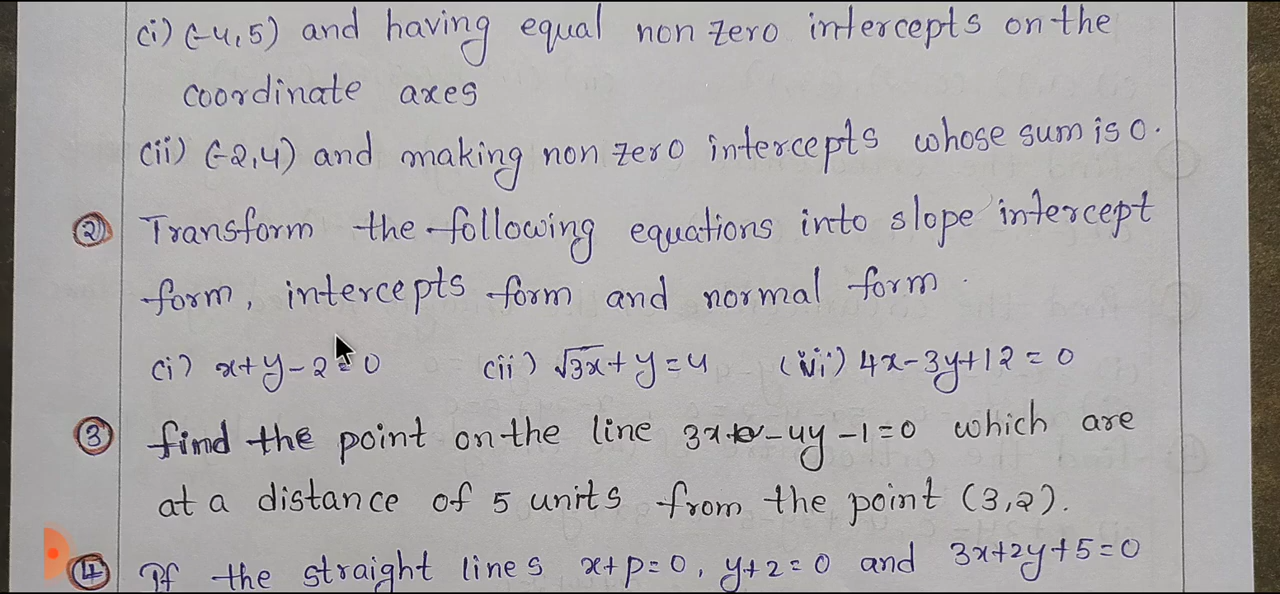 (i) (-4,5) and having equal non zero intercepts on the
coordinate axes
(ii) (-2,4) and making non zero intercepts whose sum is 0.
② Transform the following equations into slope intercept
form, intercepts form and normal form.
(i) x+y-2=0 (ii) √3x+y=4 (iii) 4x-3y+12=0
③ find the point on the line 3x-4y-1=0 which are
at a distance of 5 units from the point (3,2).
④ If the straight lines x+p=0, y+2=0 and 3x+2y+5=0